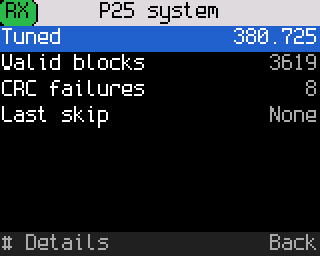 RX P25 system
Tuned 380.725
Valid blocks 3619
CRC failures 8
Last skip None
# Details Back